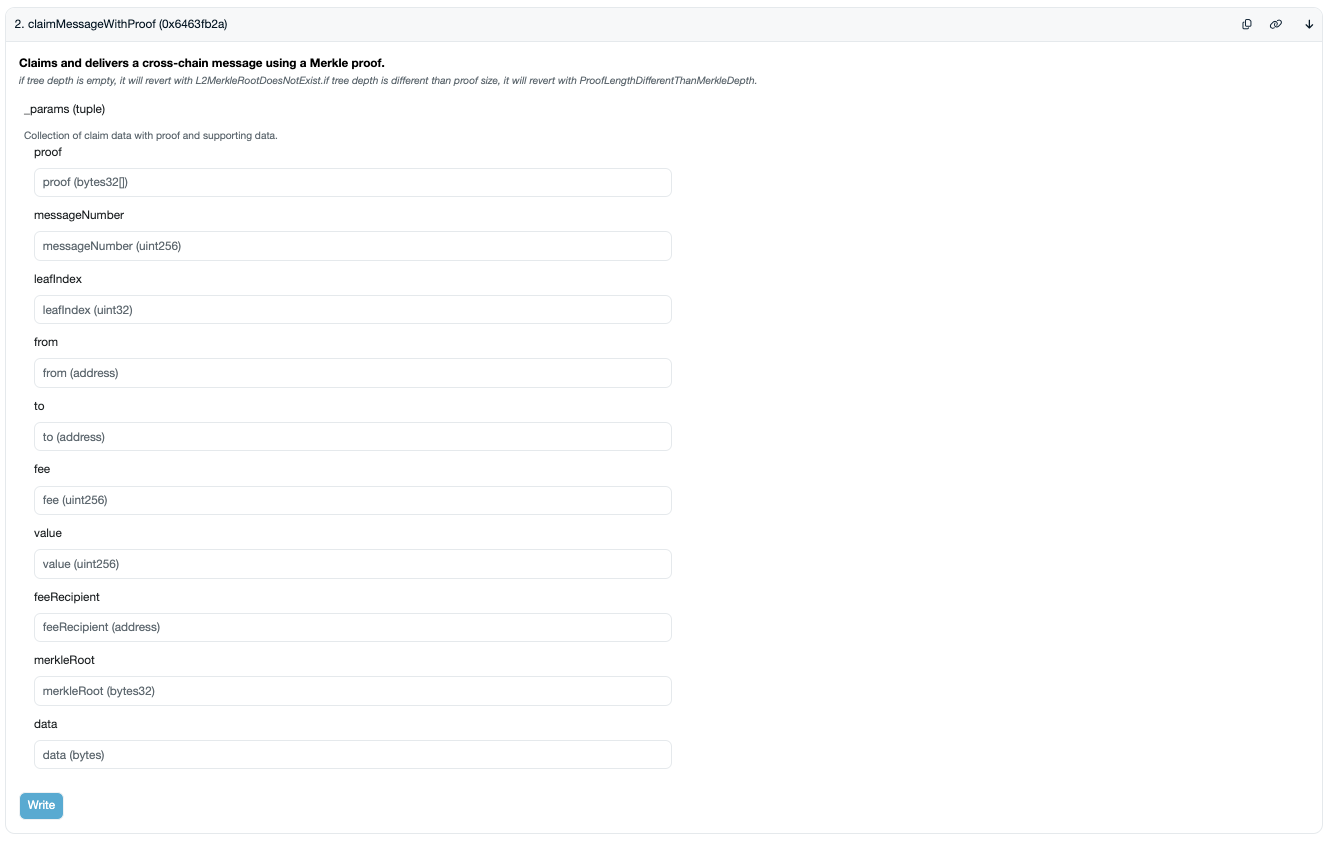 2. claimMessageWithProof (0x6463fb2a)
Claims and delivers a cross-chain message using a Merkle proof.
if tree depth is empty, it will revert with L2MerkleRootDoesNotExist.if tree depth is different than proof size, it will revert with ProofLengthDifferentThanMerkleDepth.
_params (tuple)
Collection of claim data with proof and supporting data.
proof
proof (bytes32[])
messageNumber
messageNumber (uint256)
leafIndex
leafIndex (uint32)
from
from (address)
to
to (address)
fee
fee (uint256)
value
value (uint256)
feeRecipient
feeRecipient (address)
merkleRoot
merkleRoot (bytes32)
data
data (bytes)
Write